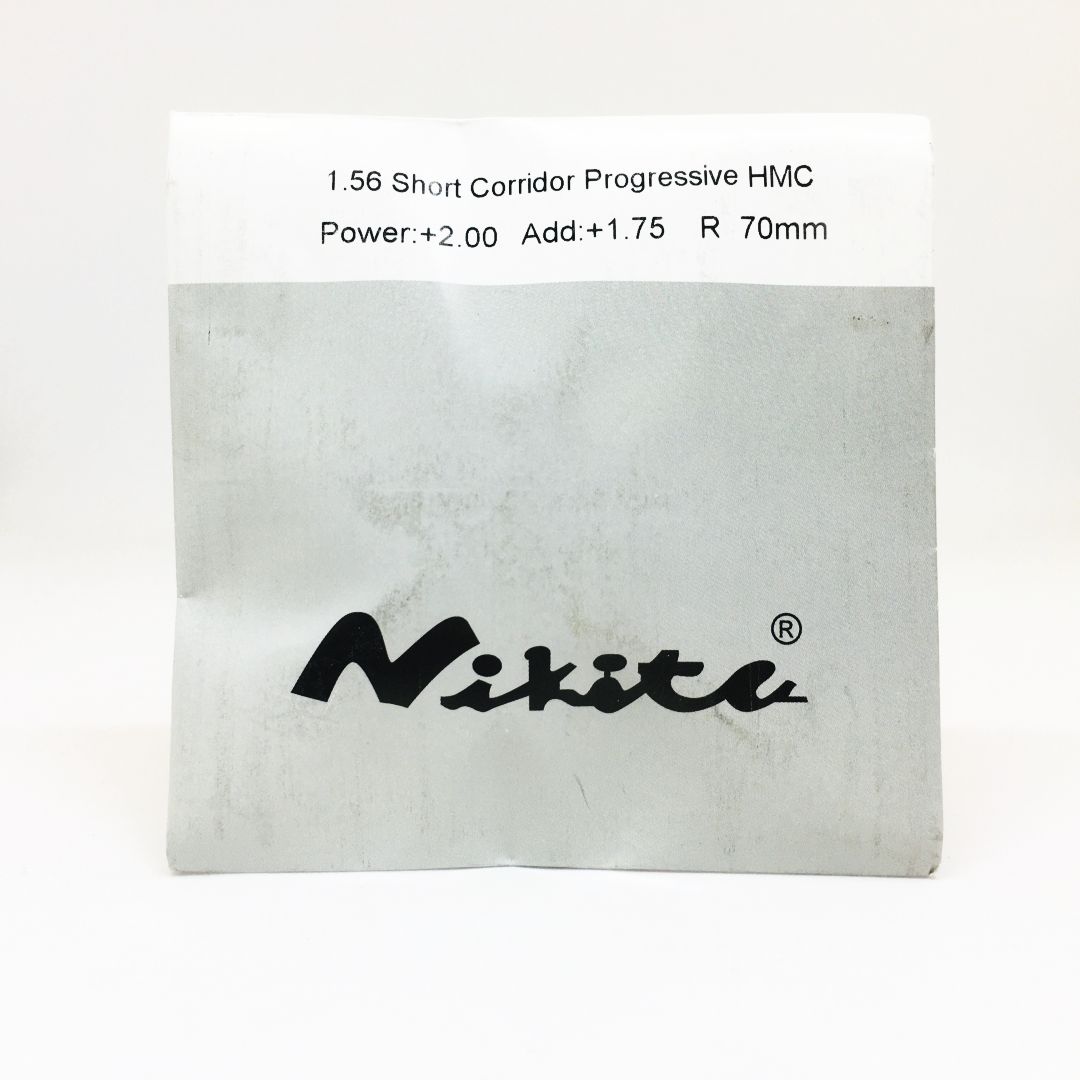 1.56 Short Corridor Progressive HMC
Power:+2.00 Add:+1.75 R 70mm
Nikita®